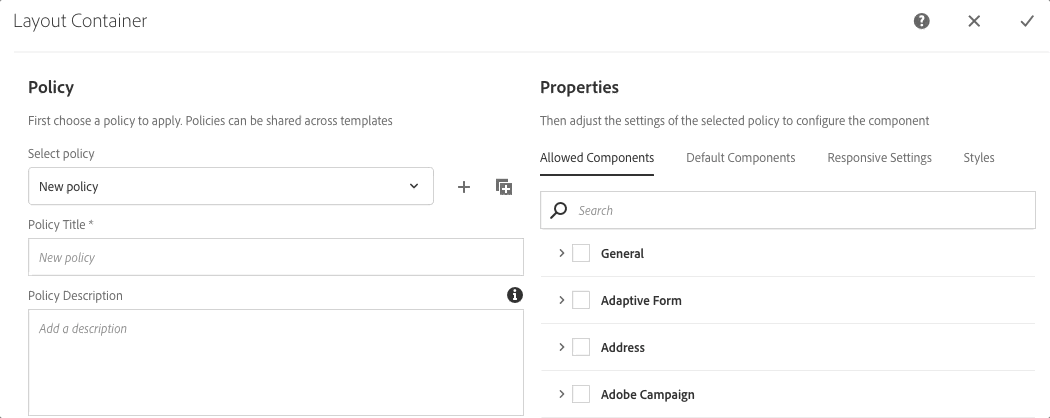 Layout Container
Policy
First choose a policy to apply. Policies can be shared across templates
Select policy
New policy
Policy Title *
New policy
Policy Description
Add a description
Properties
Then adjust the settings of the selected policy to configure the component
Allowed Components Default Components Responsive Settings Styles
Search
General
Adaptive Form
Address
Adobe Campaign